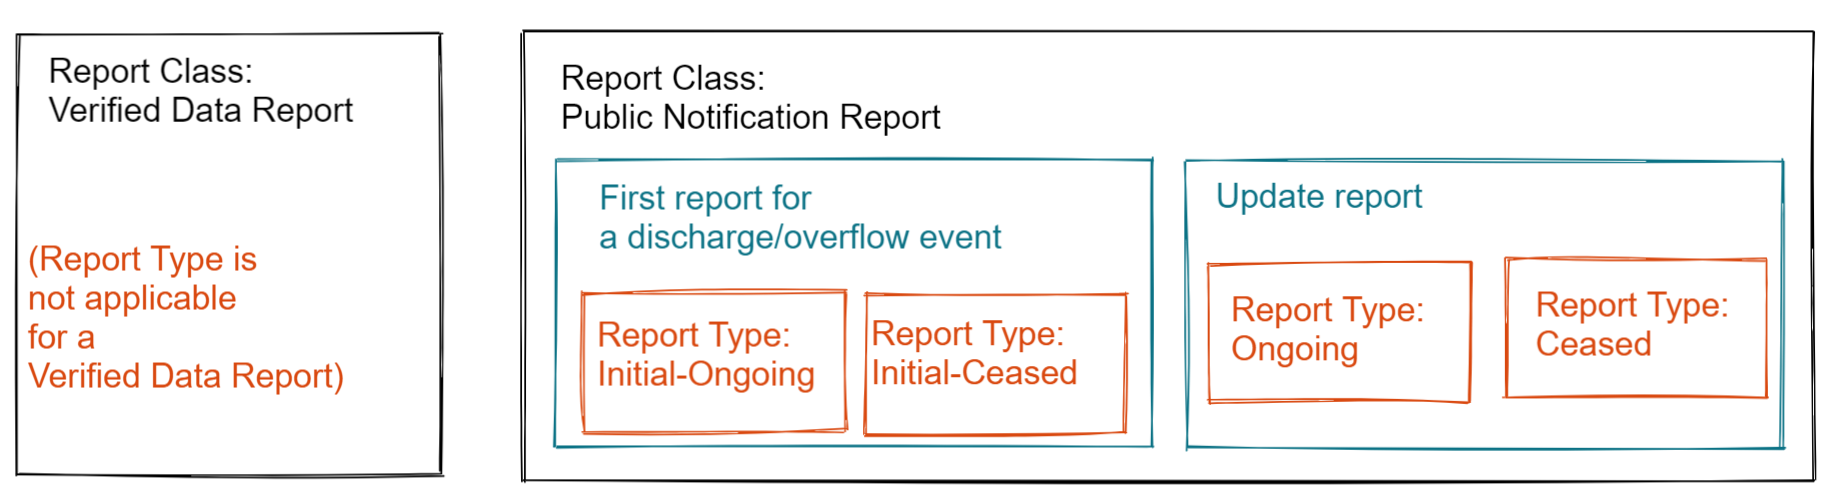 Report Class:
Verified Data Report
(Report Type is
not applicable
for a
Verified Data Report)
Report Class:
Public Notification Report
First report for
a discharge/overflow event
Report Type:
Initial-Ongoing
Report Type:
Initial-Ceased
Update report
Report Type:
Ongoing
Report Type:
Ceased